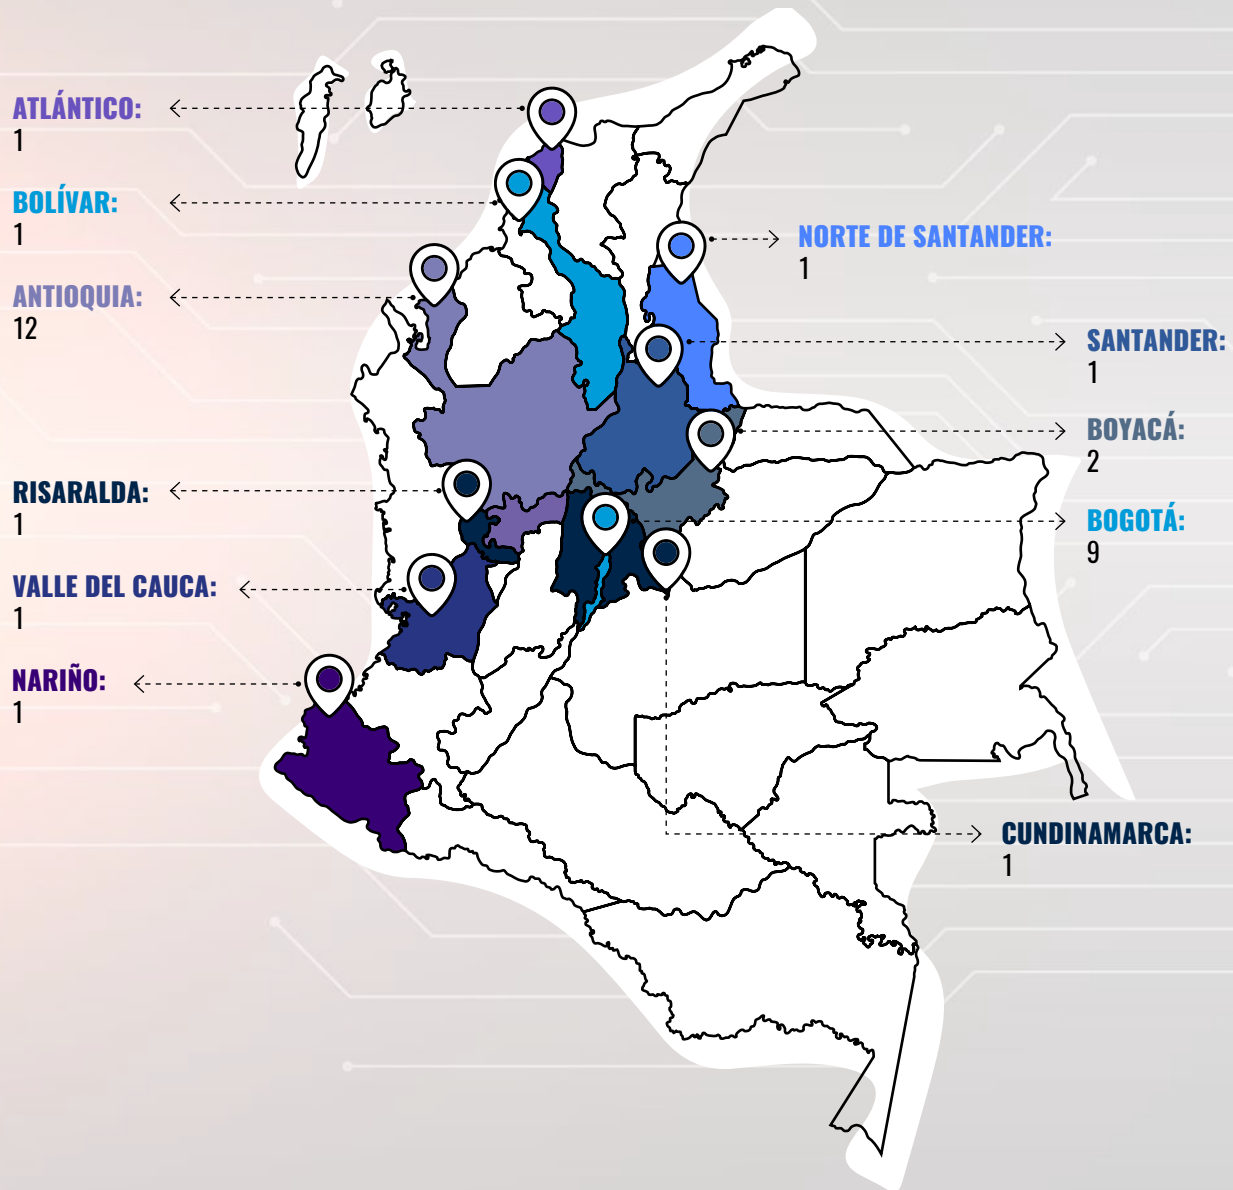 ATLÁNTICO:
1
BOLÍVAR:
1
ANTIOQUIA:
12
RISARALDA:
1
VALLE DEL CAUCA:
1
NARIÑO:
1
NORTE DE SANTANDER:
1
SANTANDER:
1
BOYACÁ:
2
BOGOTÁ:
9
CUNDINAMARCA:
1